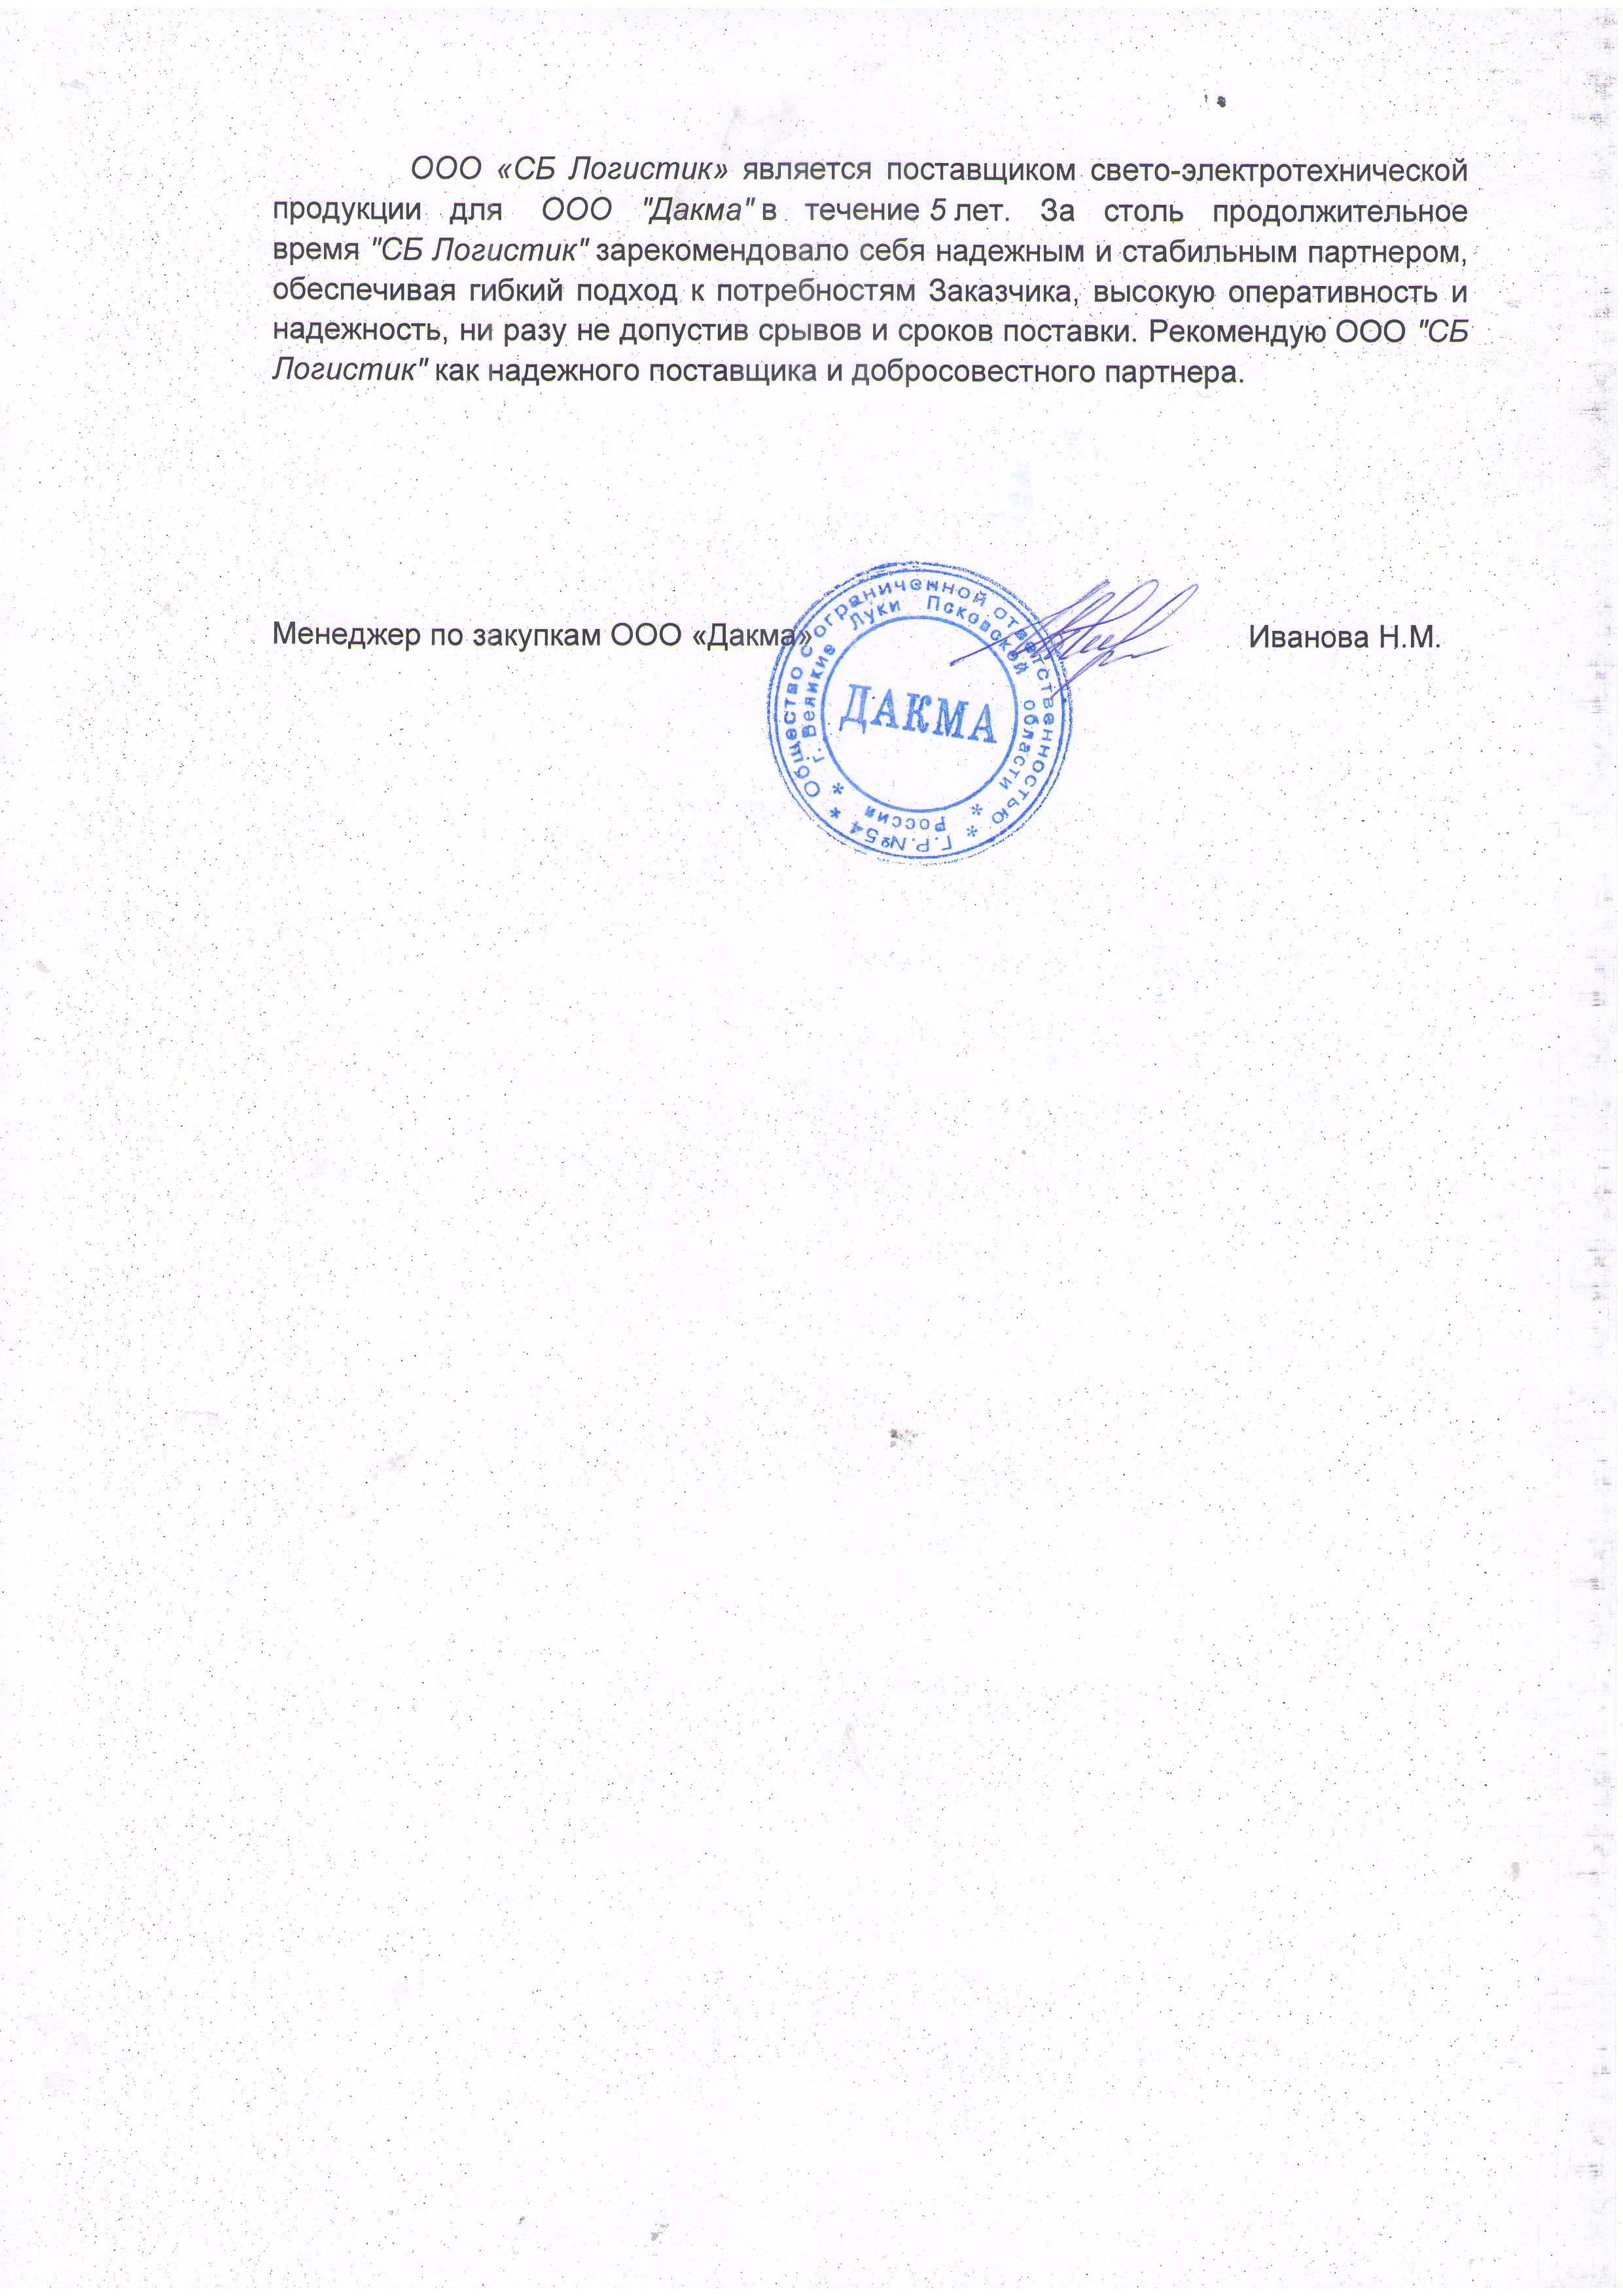 ООО «СБ Логистик» является поставщиком свето-электротехнической
продукции для ООО "Дакма" в течение 5 лет. За столь продолжительное
время "СБ Логистик" зарекомендовало себя надежным и стабильным партнером,
обеспечивая гибкий подход к потребностям Заказчика, высокую оперативность и
надежность, ни разу не допустив срывов и сроков поставки. Рекомендую ООО "СБ
Логистик" как надежного поставщика и добросовестного партнера.
Менеджер по закупкам ООО «Дакма» Иванова Н.М.
* Общество с ограниченной ответственностью * Г.Р.№54
* г. Великие Луки Псковской области * Россия
ДАКМА